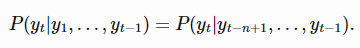 P(y_t|y_1, . . . , y_{t−1}) = P(y_t|y_{t−n+1}, . . . , y_{t−1}).